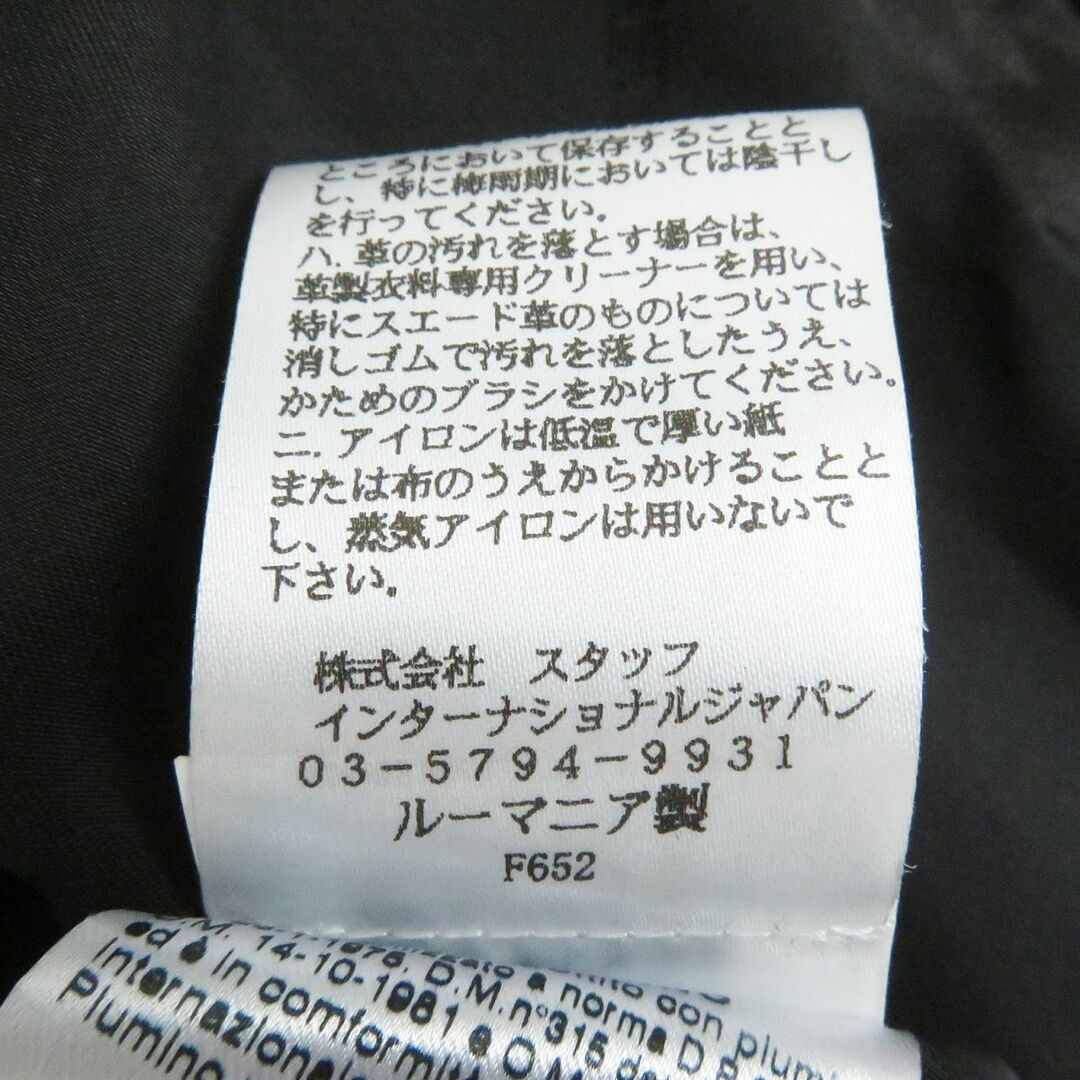 ところにおいて保存することと
し、特に梅雨期においては陰干し
を行ってください。
ハ．革の汚れを落とす場合は、
革製衣料専用クリーナーを用い、
特にスエード革のものについては
消しゴムで汚れを落としたうえ、
かためのブラシをかけてください。
ニ．アイロンは低温で厚い紙
または布のうえからかけることと
し、蒸気アイロンは用いないで
下さい。
株式会社　スタッフ
インターナショナルジャパン
03-5794-9931
ルーマニア製
F652
a norma D.P.
14-10-1981 e D.M.n°315
ed è in conformit
internazional
Piumino